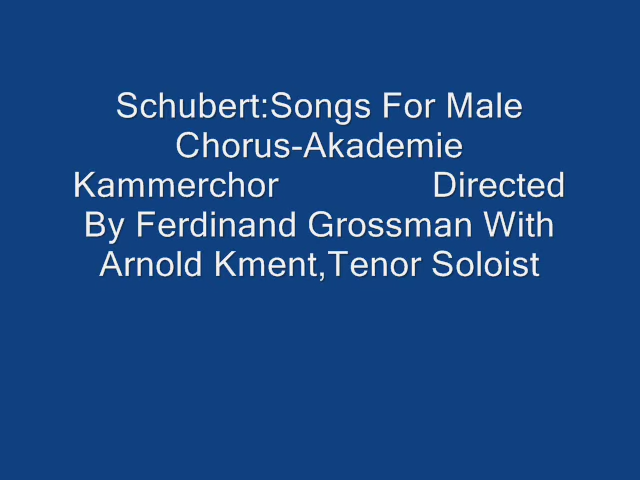 Schubert:Songs For Male
Chorus-Akademie
Kammerchor Directed
By Ferdinand Grossman With
Arnold Kment,Tenor Soloist